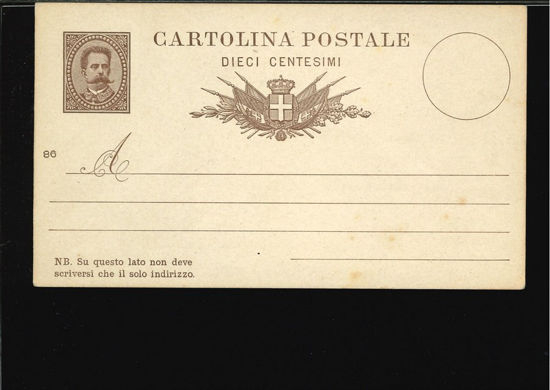 CARTOLINA POSTALE
DIECI CENTESIMI
86
A
NB. Su questo lato non deve
scriversi che il solo indirizzo.